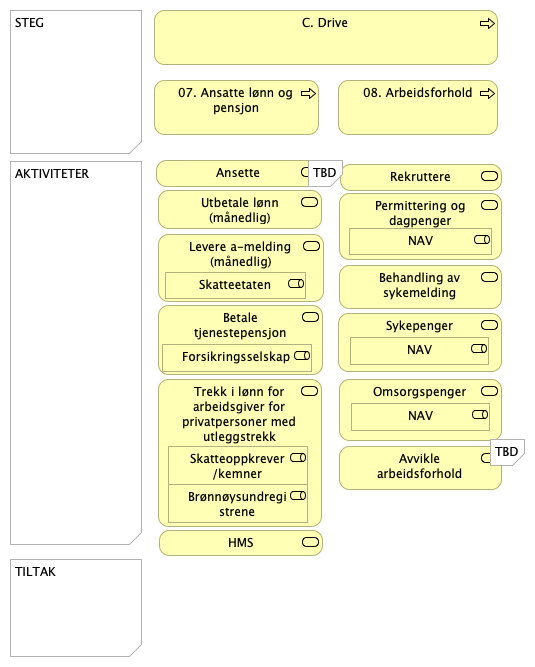 STEG
C. Drive
07. Ansatte lønn og
pensjon
08. Arbeidsforhold
AKTIVITETER
Ansette
TBD
Utbetale lønn
(månedlig)
Levere a-melding
(månedlig)
Skatteetaten
Betale
tjenestepensjon
Forsikringsselskap
Trekk i lønn for
arbeidsgiver for
privatpersoner med
utleggstrekk
Skatteoppkrever
/kemner
Brønnøysundregi
strene
HMS
Rekruttere
Permittering og
dagpenger
NAV
Behandling av
sykemelding
Sykepenger
NAV
Omsorgspenger
NAV
Avvikle
arbeidsforhold
TBD
TILTAK